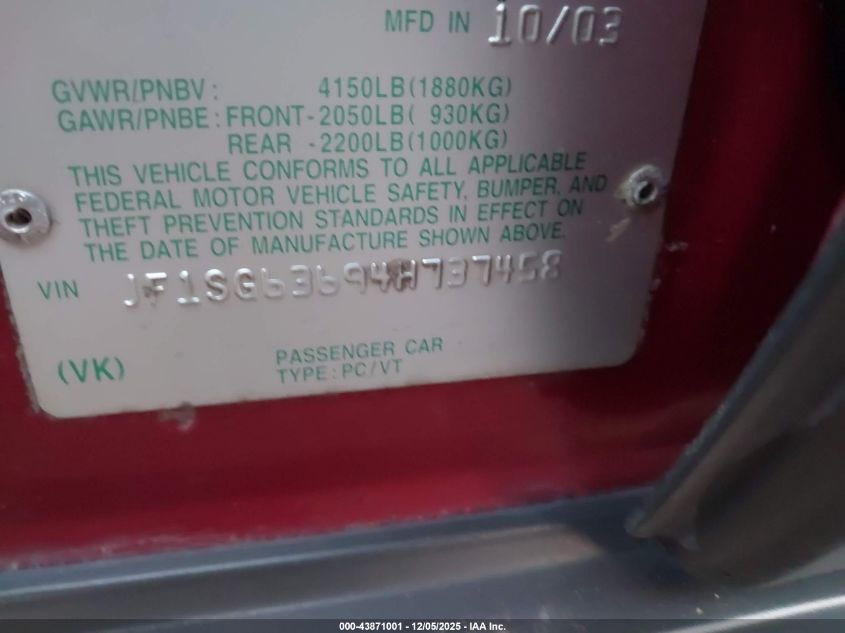 MFD IN 10/03
GVWR/PNBV: 4150LB(1880KG)
GAWR/PNBE: FRONT-2050LB( 930KG)
REAR -2200LB(1000KG)
THIS VEHICLE CONFORMS TO ALL APPLICABLE
FEDERAL MOTOR VEHICLE SAFETY, BUMPER, AND
THEFT PREVENTION STANDARDS IN EFFECT ON
THE DATE OF MANUFACTURE SHOWN ABOVE.
VIN JF1SG63694H737458
(VK) PASSENGER CAR
TYPE: PC/VT
000-43871001 - 12/05/2025 - IAA Inc.